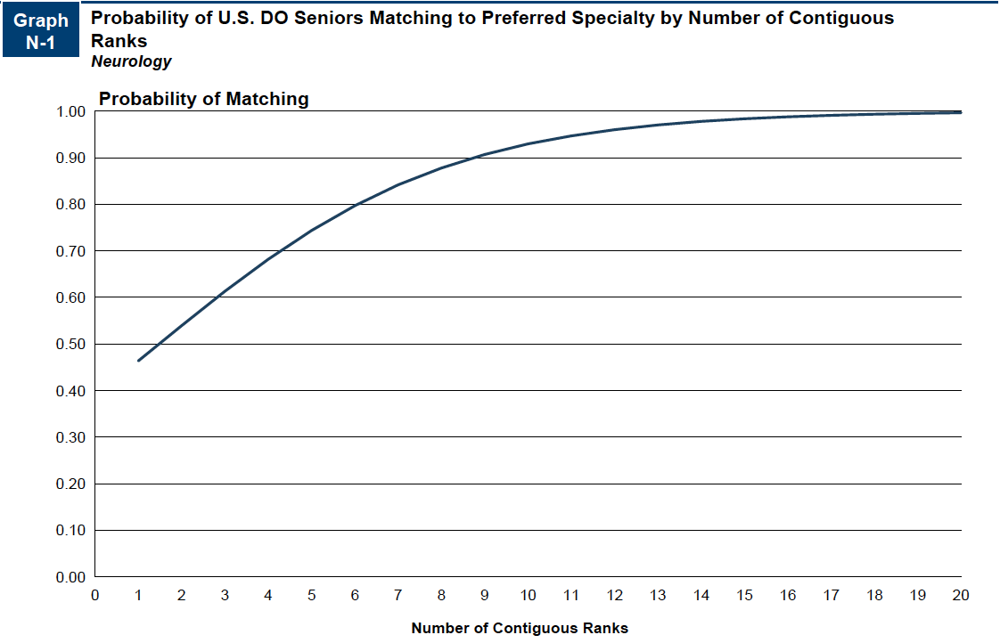 Graph
N-1
Probability of U.S. DO Seniors Matching to Preferred Specialty by Number of Contiguous
Ranks
Neurology
Probability of Matching
1.00
0.90
0.80
0.70
0.60
0.50
0.40
0.30
0.20
0.10
0.00
0 1 2 3 4 5 6 7 8 9 10 11 12 13 14 15 16 17 18 19 20
Number of Contiguous Ranks